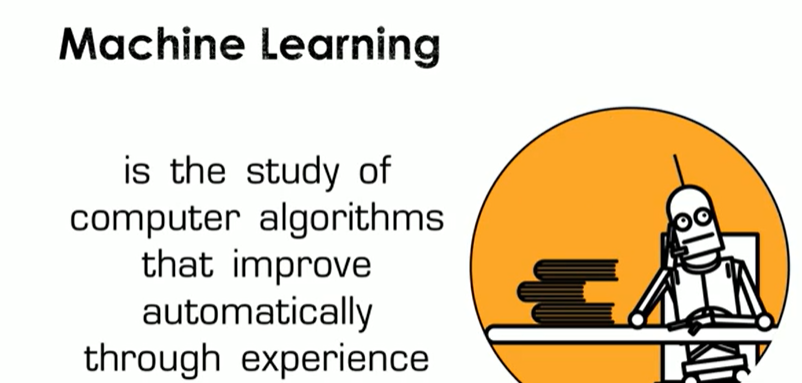 Machine Learning
is the study of
computer algorithms
that improve
automatically
through experience